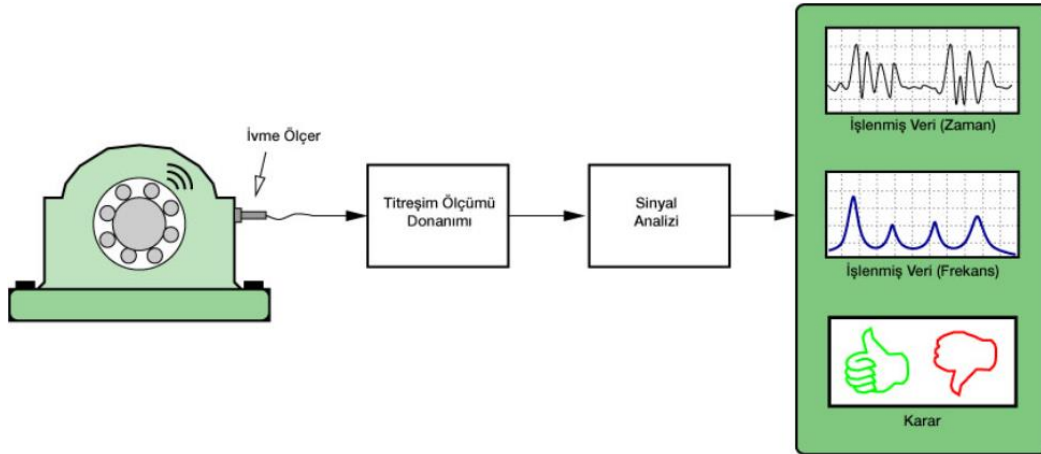 İvme Ölçer
Titreşim Ölçümü
Donanımı
Sinyal
Analizi
İşlenmiş Veri (Zaman)
İşlenmiş Veri (Frekans)
Karar